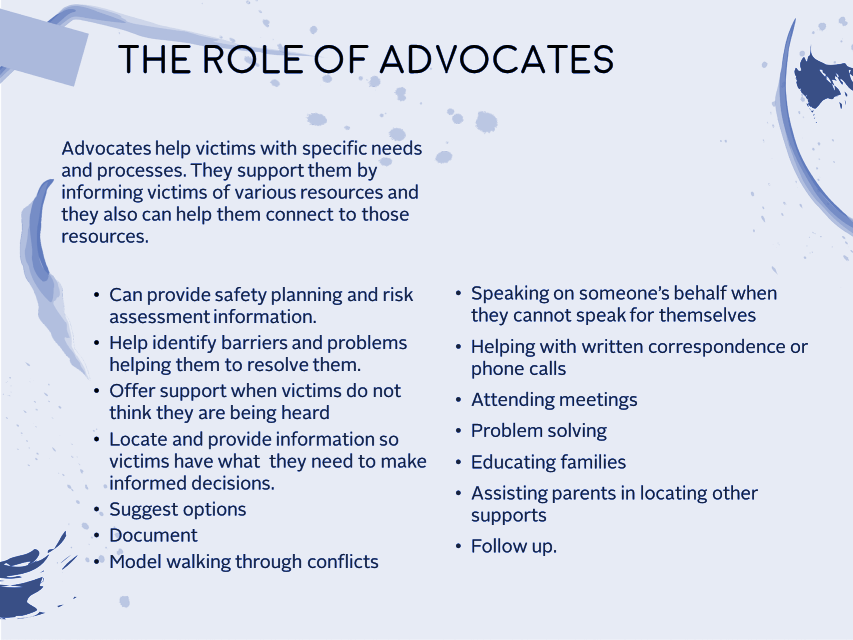 THE ROLE OF ADVOCATES
Advocates help victims with specific needs
and processes. They support them by
informing victims of various resources and
they also can help them connect to those
resources.
• Can provide safety planning and risk
assessment information.
• Help identify barriers and problems
helping them to resolve them.
• Offer support when victims do not
think they are being heard
• Locate and provide information so
victims have what  they need to make
informed decisions.
• Suggest options
• Document
• Model walking through conflicts
• Speaking on someone's behalf when
they cannot speak for themselves
• Helping with written correspondence or
phone calls
• Attending meetings
• Problem solving
• Educating families
• Assisting parents in locating other
supports
• Follow up.